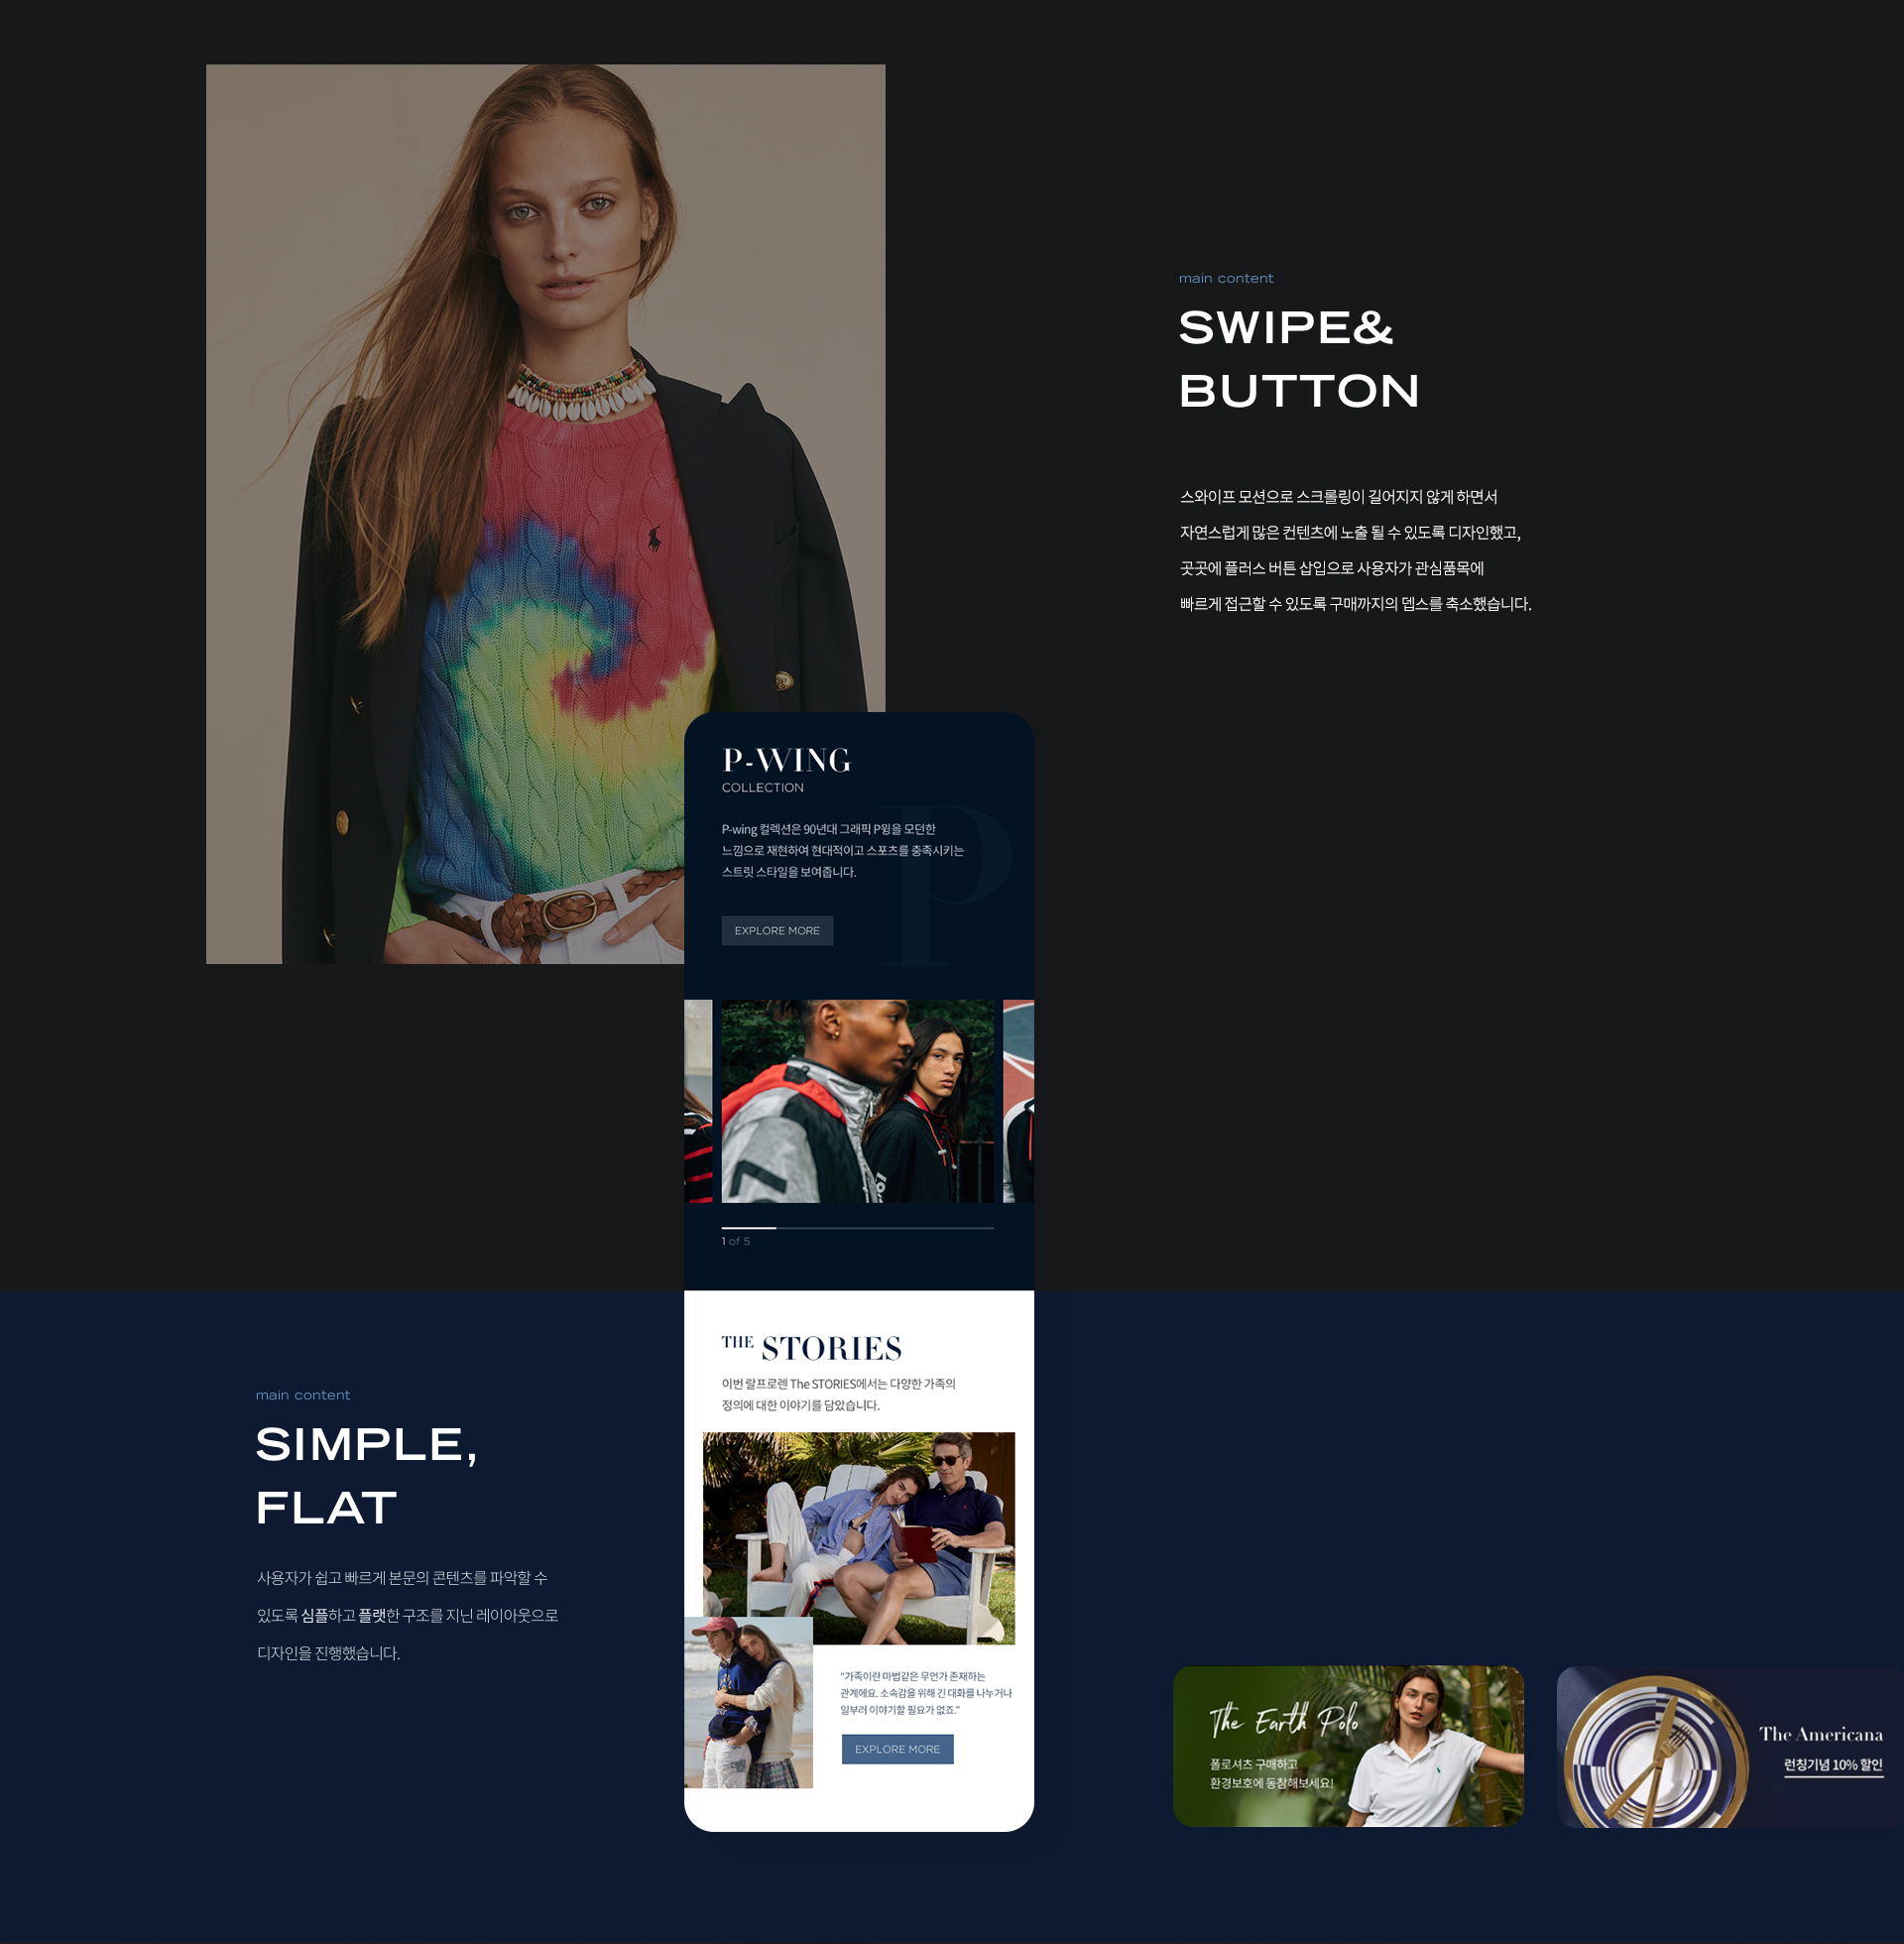 main content
SWIPE&
BUTTON
스와이프 모션으로 스크롤링이 길어지지 않게 하면서
자연스럽게 많은 컨텐츠에 노출 될 수 있도록 디자인했고,
곳곳에 플러스 버튼 삽입으로 사용자가 관심품목에
빠르게 접근할 수 있도록 구매까지의 뎁스를 축소했습니다.
P-WING
COLLECTION
P-wing 컬렉션은 90년대 그래픽 P윙을 모던한
느낌으로 재현하여 현대적이고 스포츠를 충족시키는
스트릿 스타일을 보여줍니다.
P
EXPLORE MORE
1 of 5
main content
SIMPLE,
FLAT
사용자가 쉽고 빠르게 본문의 콘텐츠를 파악할 수
있도록 심플하고 플랫한 구조를 지닌 레이아웃으로
디자인을 진행했습니다.
THE STORIES
이번 랄프로렌 The STORIES에서는 다양한 가족의
정의에 대한 이야기를 담았습니다.
“가족이란 마법같은 무언가 존재하는
관계에요. 소속감을 위해 긴 대화를 나누거나
일부러 이야기할 필요가 없죠.”
EXPLORE MORE
The Earth Polo
폴로셔츠 구매하고
환경보호에 동참해보세요!
The Americana
런칭기념 10% 할인